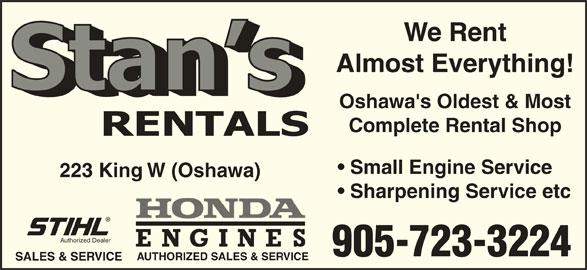 Stan's
RENTALS
223 King W (Oshawa)
STIHL®
Authorized Dealer
SALES & SERVICE
HONDA
ENGINES
AUTHORIZED SALES & SERVICE
We Rent
Almost Everything!
Oshawa's Oldest & Most
Complete Rental Shop
• Small Engine Service
• Sharpening Service etc
905-723-3224